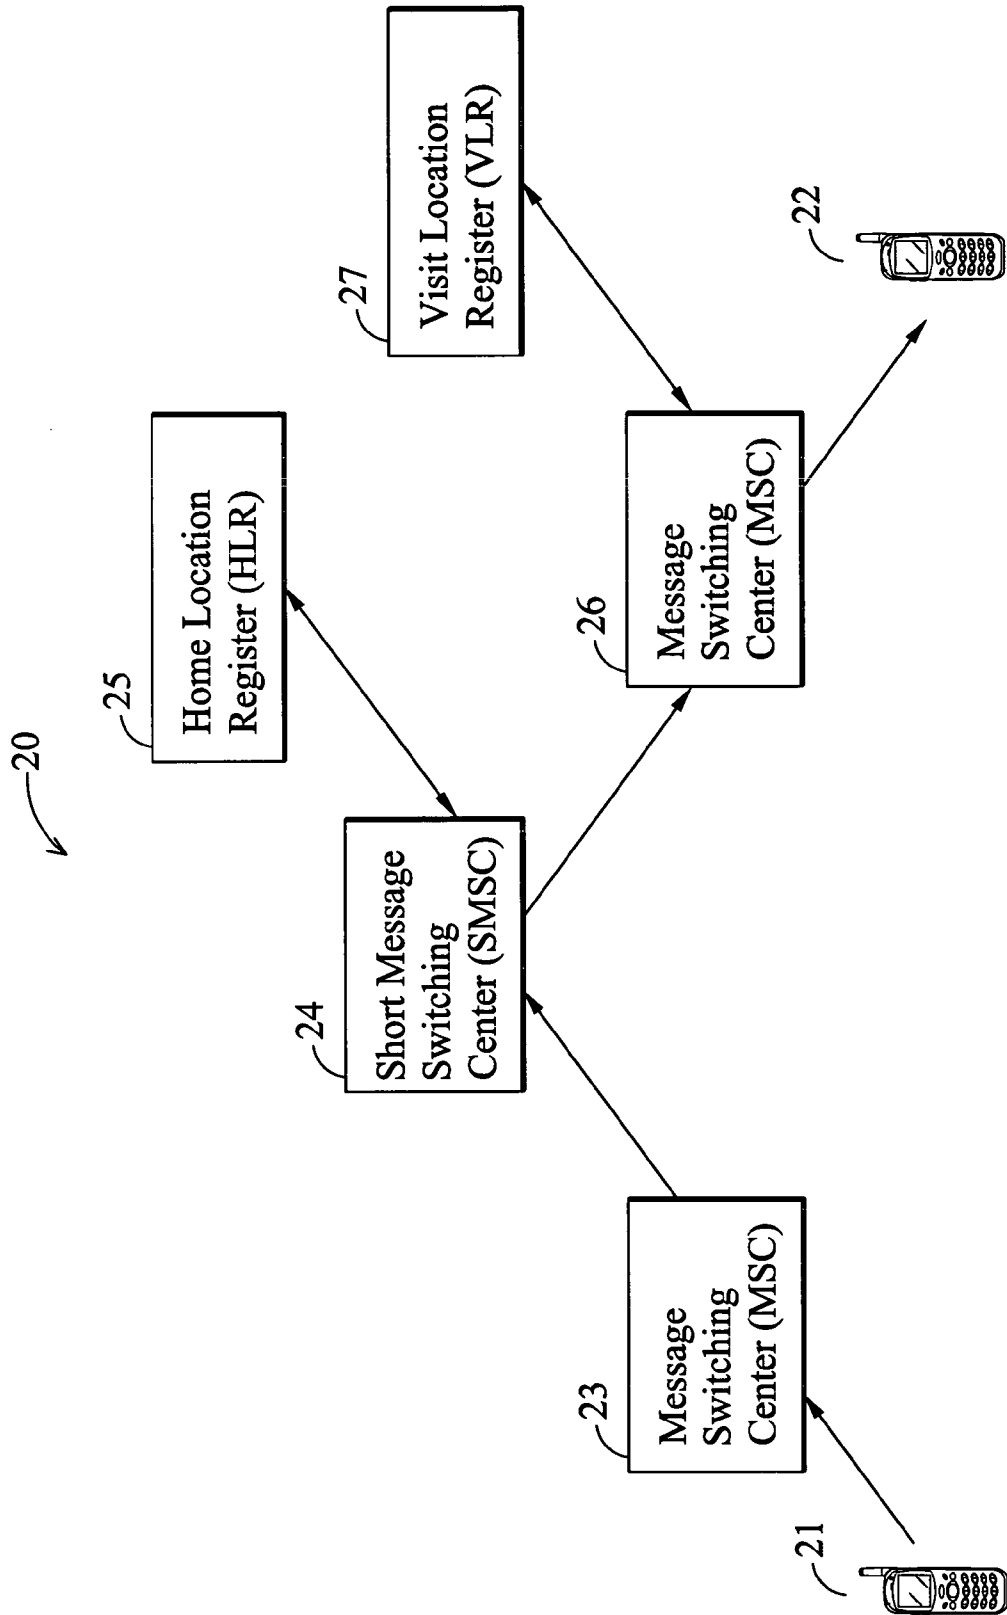 20
25
Home Location
Register (HLR)
27
Visit Location
Register (VLR)
24
Short Message
Switching
Center (SMSC)
23
Message
Switching
Center (MSC)
26
Message
Switching
Center (MSC)
21
22